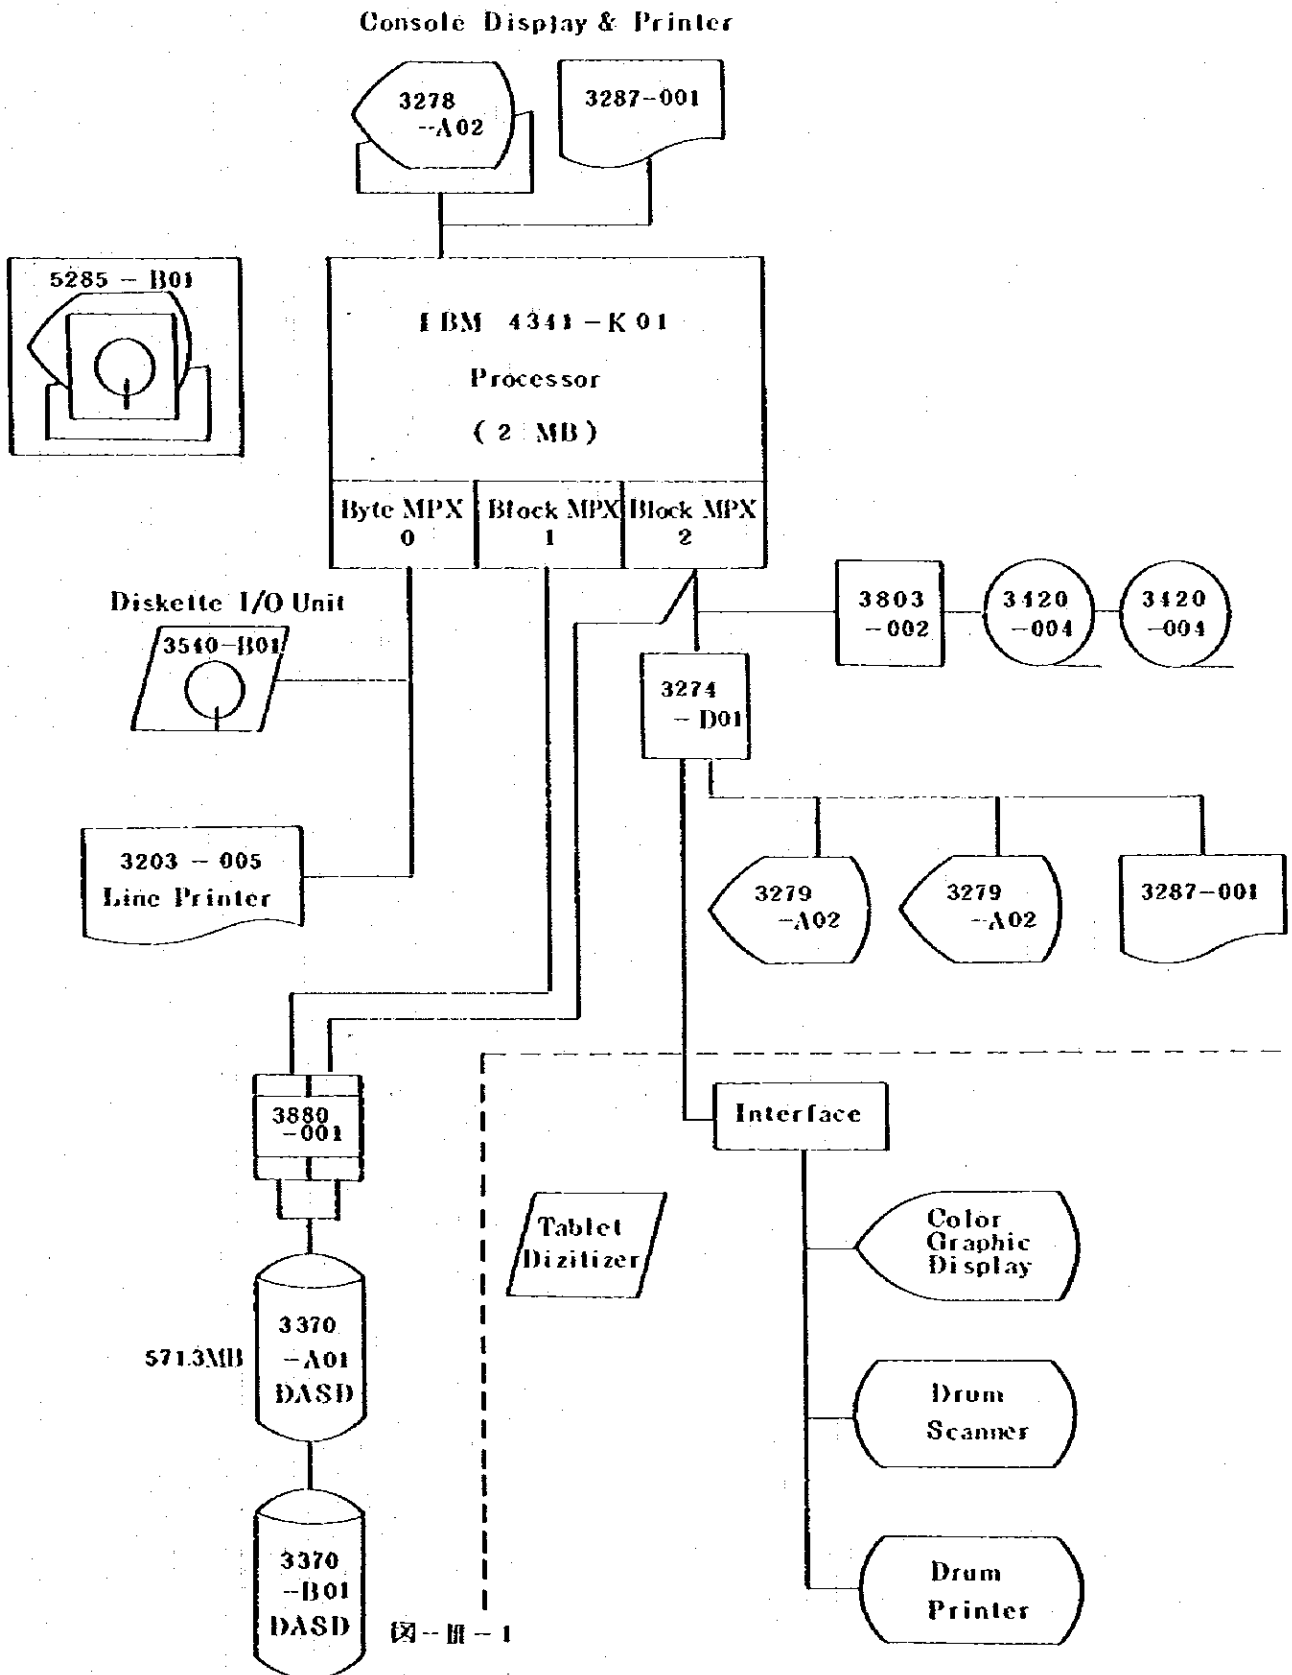 Console Display & Printer
3278
-A02
3287-001
5285 - B01
IBM 4341-K01
Processor
( 2 MB )
Byte MPX
0
Block MPX
1
Block MPX
2
Diskette I/O Unit
3540-B01
3803
-002
3420
-004
3420
-004
3274
- D01
3203 - 005
Line Printer
3279
-A02
3279
-A02
3287-001
3880
-001
Interface
Tablet
Dizitizer
Color
Graphic
Display
571.3MB
3370
-A01
DASD
Drum
Scanner
3370
-B01
DASD
Drum
Printer
図-Ⅲ-1